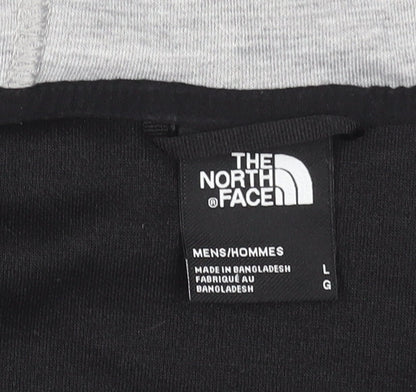 THE
NORTH
® FACE
MENS/HOMMES
MADE IN BANGLADESH
FABRIQUÉ AU
BANGLADESH
L
G